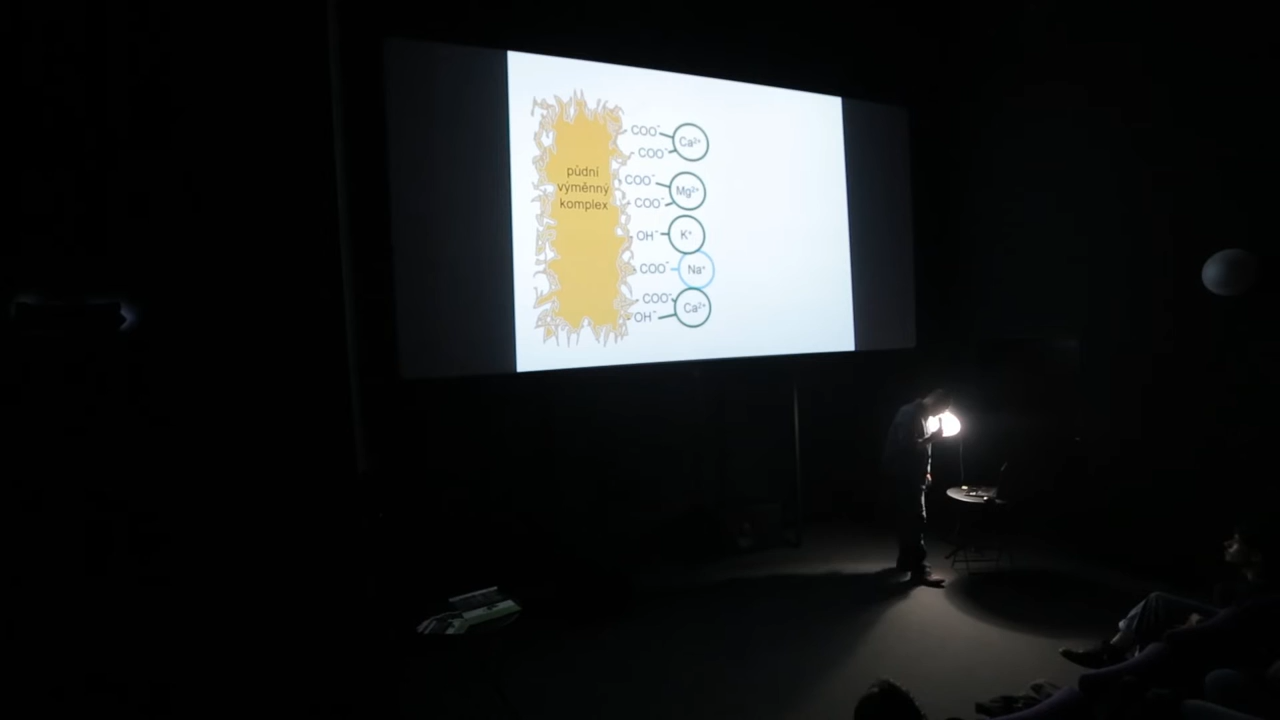 půdní
výměnný
komplex
COO⁻
COO⁻
Ca²⁺
COO⁻
COO⁻
Mg²⁺
OH⁻
K⁺
COO⁻
Na⁺
COO⁻
OH⁻
Ca²⁺